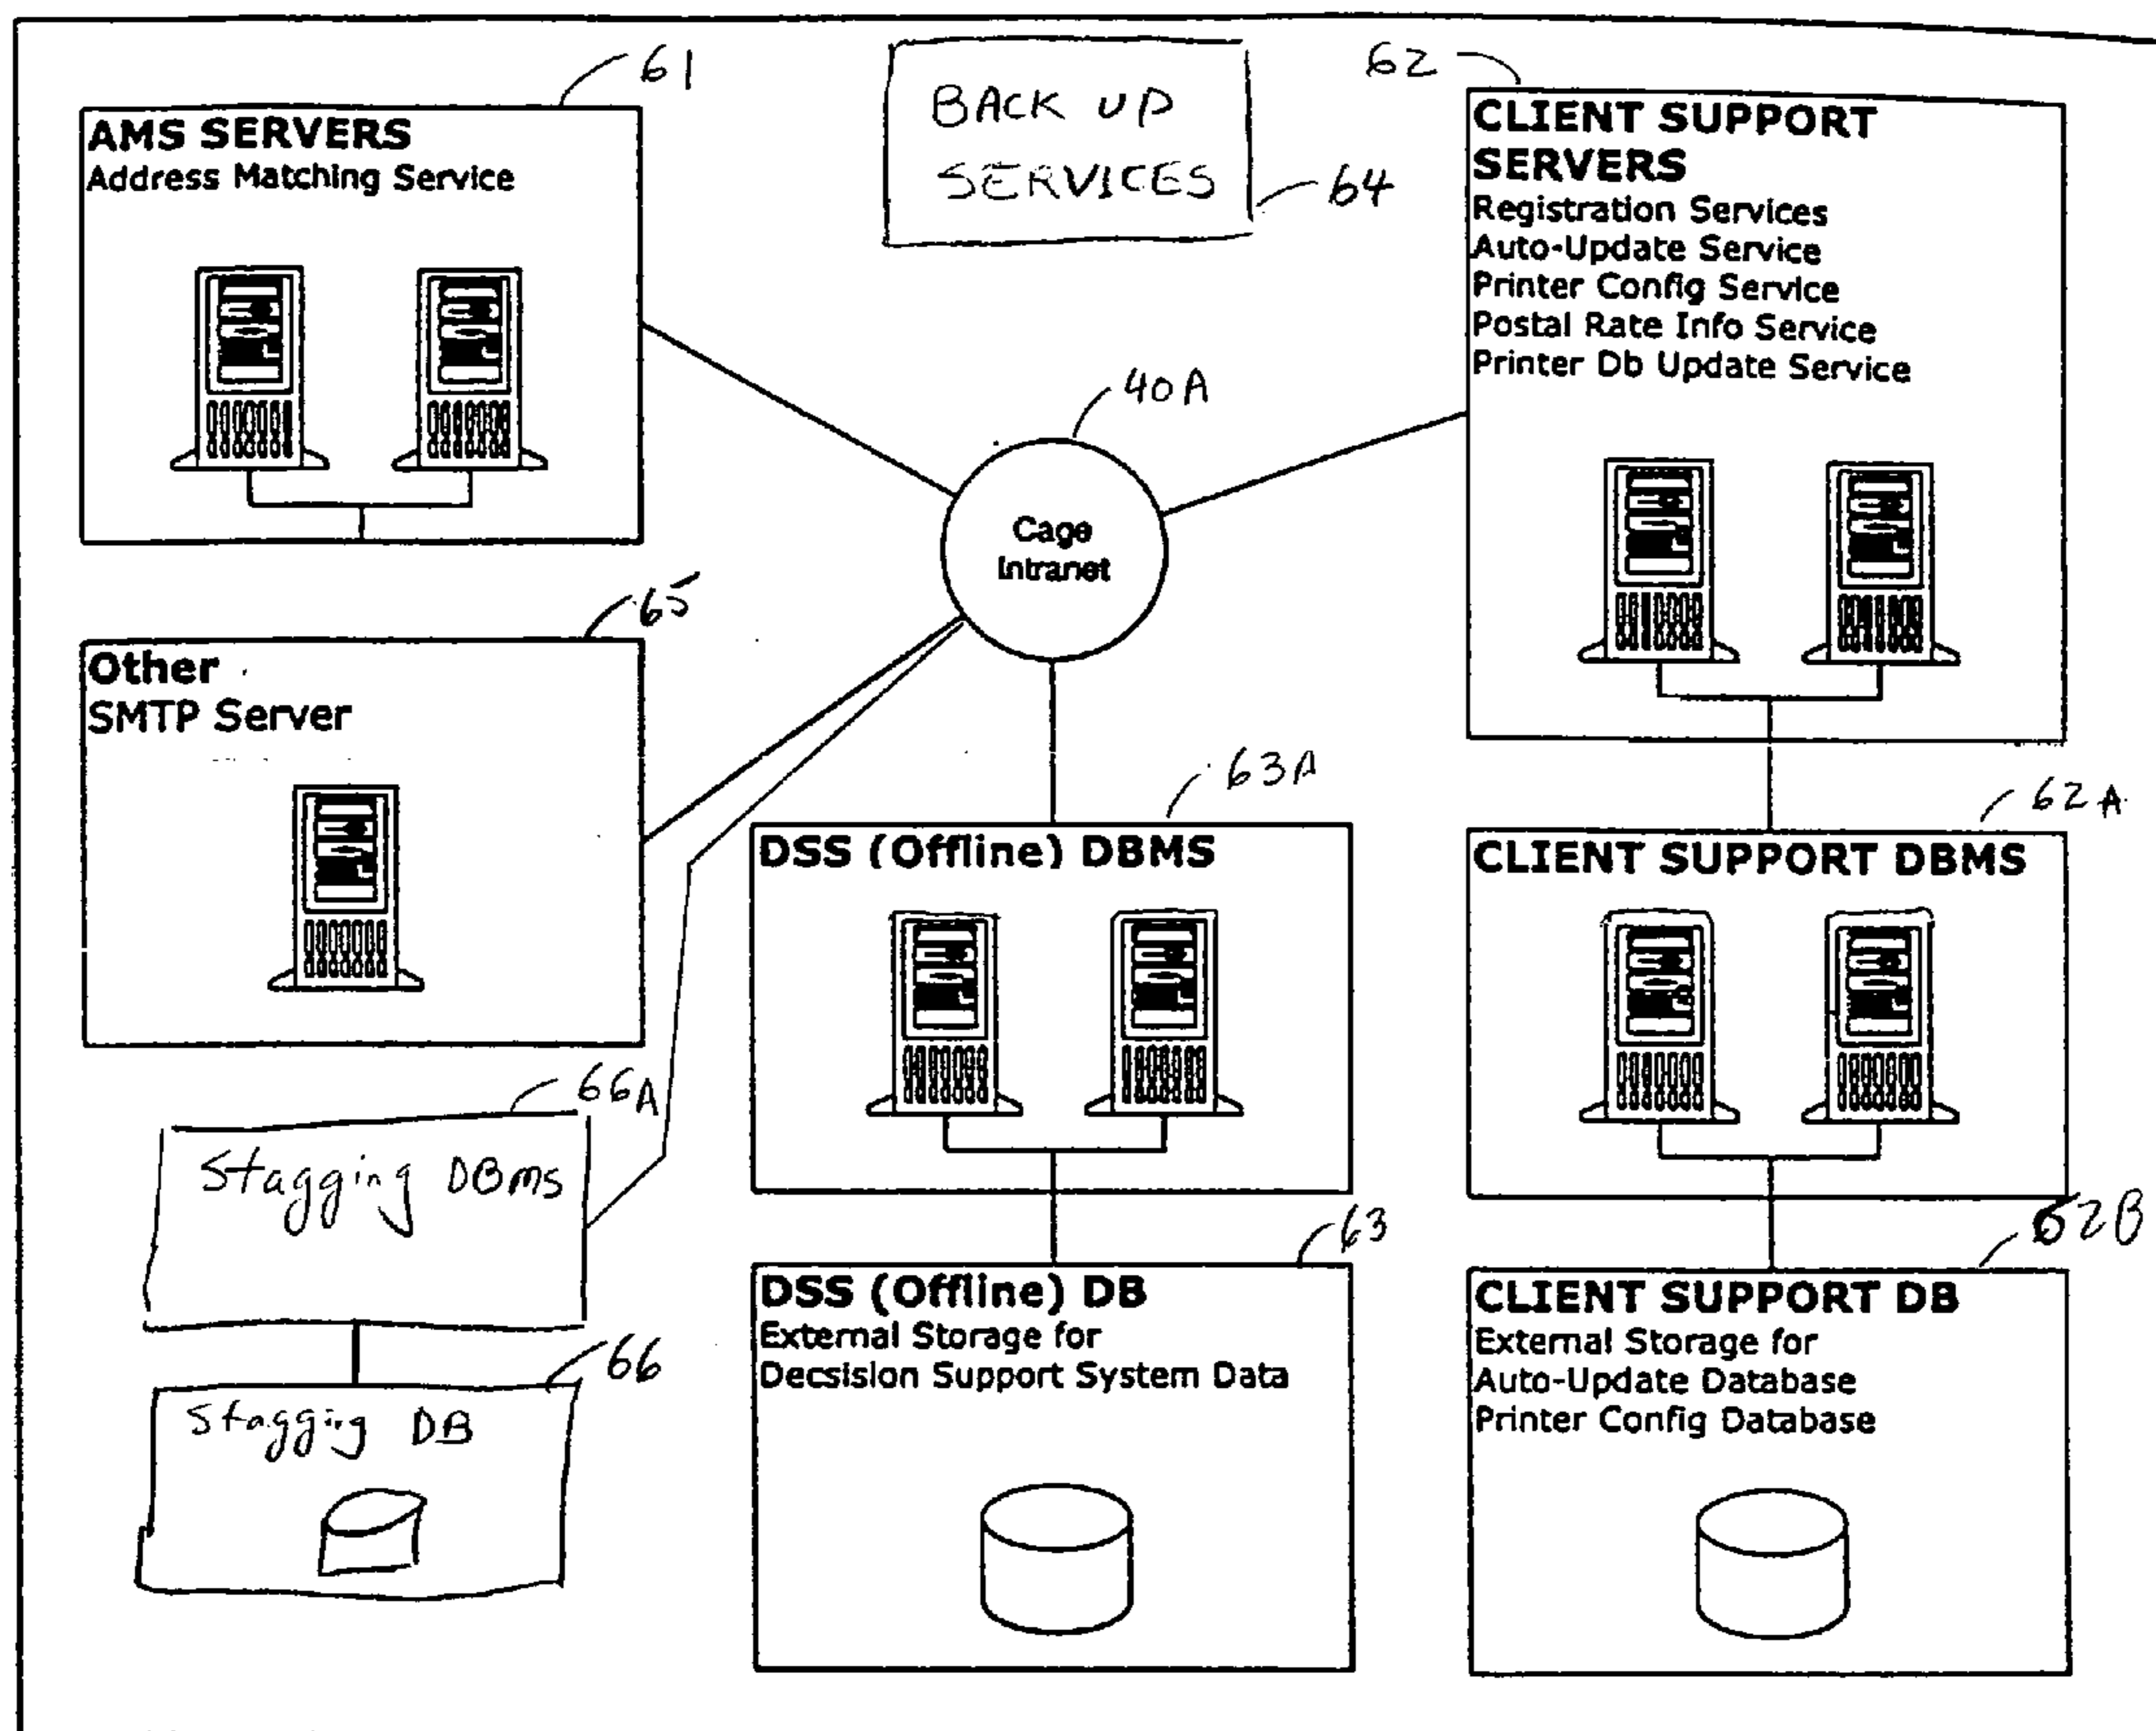 61
AMS SERVERS
Address Matching Service
BACK UP
SERVICES
64
62
CLIENT SUPPORT
SERVERS
Registration Services
Auto-Update Service
Printer Config Service
Postal Rate Info Service
Printer Db Update Service
40A
Cage
Intranet
65
Other
SMTP Server
63A
DSS (Offline) DBMS
62A
CLIENT SUPPORT DBMS
66A
Stagging DBms
66
Stagging DB
63
DSS (Offline) DB
External Storage for
Decsision Support System Data
62B
CLIENT SUPPORT DB
External Storage for
Auto-Update Database
Printer Config Database